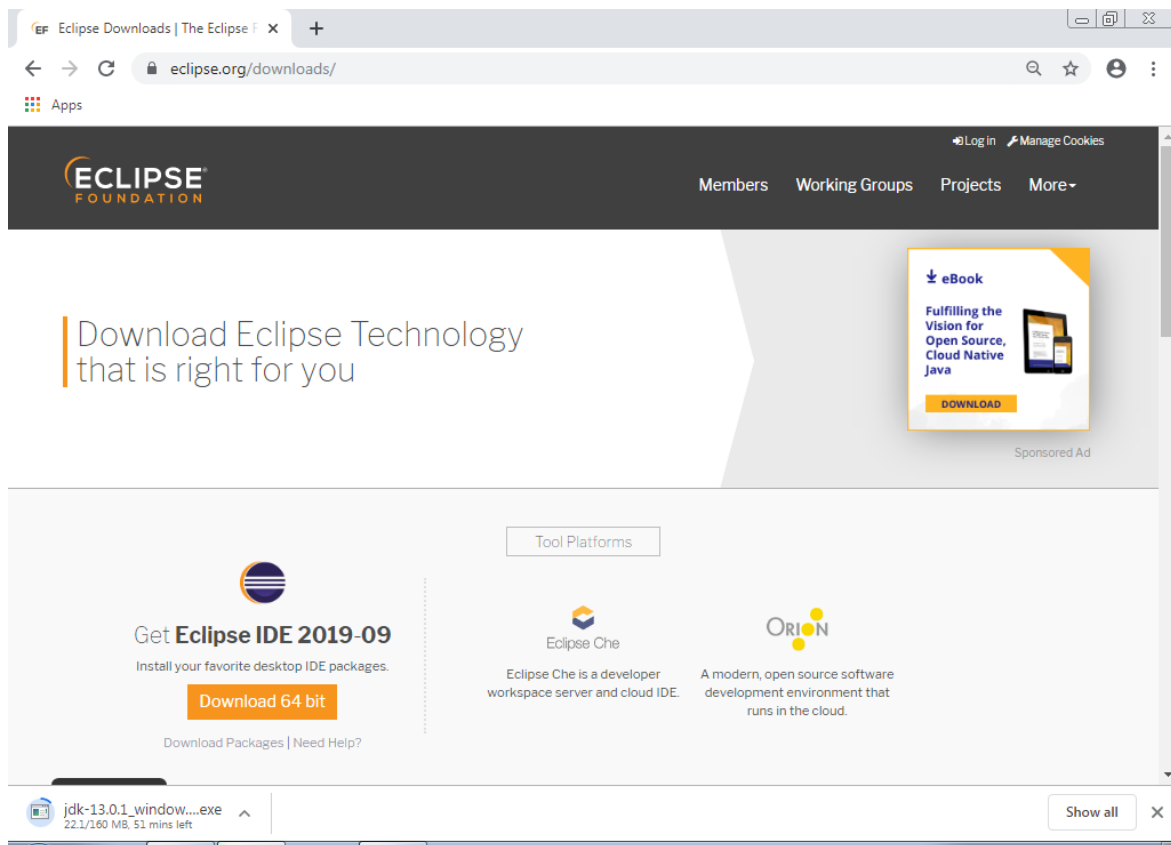 EF Eclipse Downloads | The Eclipse F
eclipse.org/downloads/
Apps
Log in Manage Cookies
ECLIPSE
FOUNDATION
Members Working Groups Projects More
eBook
Fulfilling the
Vision for
Open Source,
Cloud Native
Java
DOWNLOAD
Sponsored Ad
Download Eclipse Technology
that is right for you
Tool Platforms
Get Eclipse IDE 2019-09
Install your favorite desktop IDE packages.
Download 64 bit
Download Packages | Need Help?
Eclipse Che
Eclipse Che is a developer
workspace server and cloud IDE.
ORION
A modern, open source software
development environment that
runs in the cloud.
jdk-13.0.1_window....exe
22.1/160 MB, 51 mins left
Show all